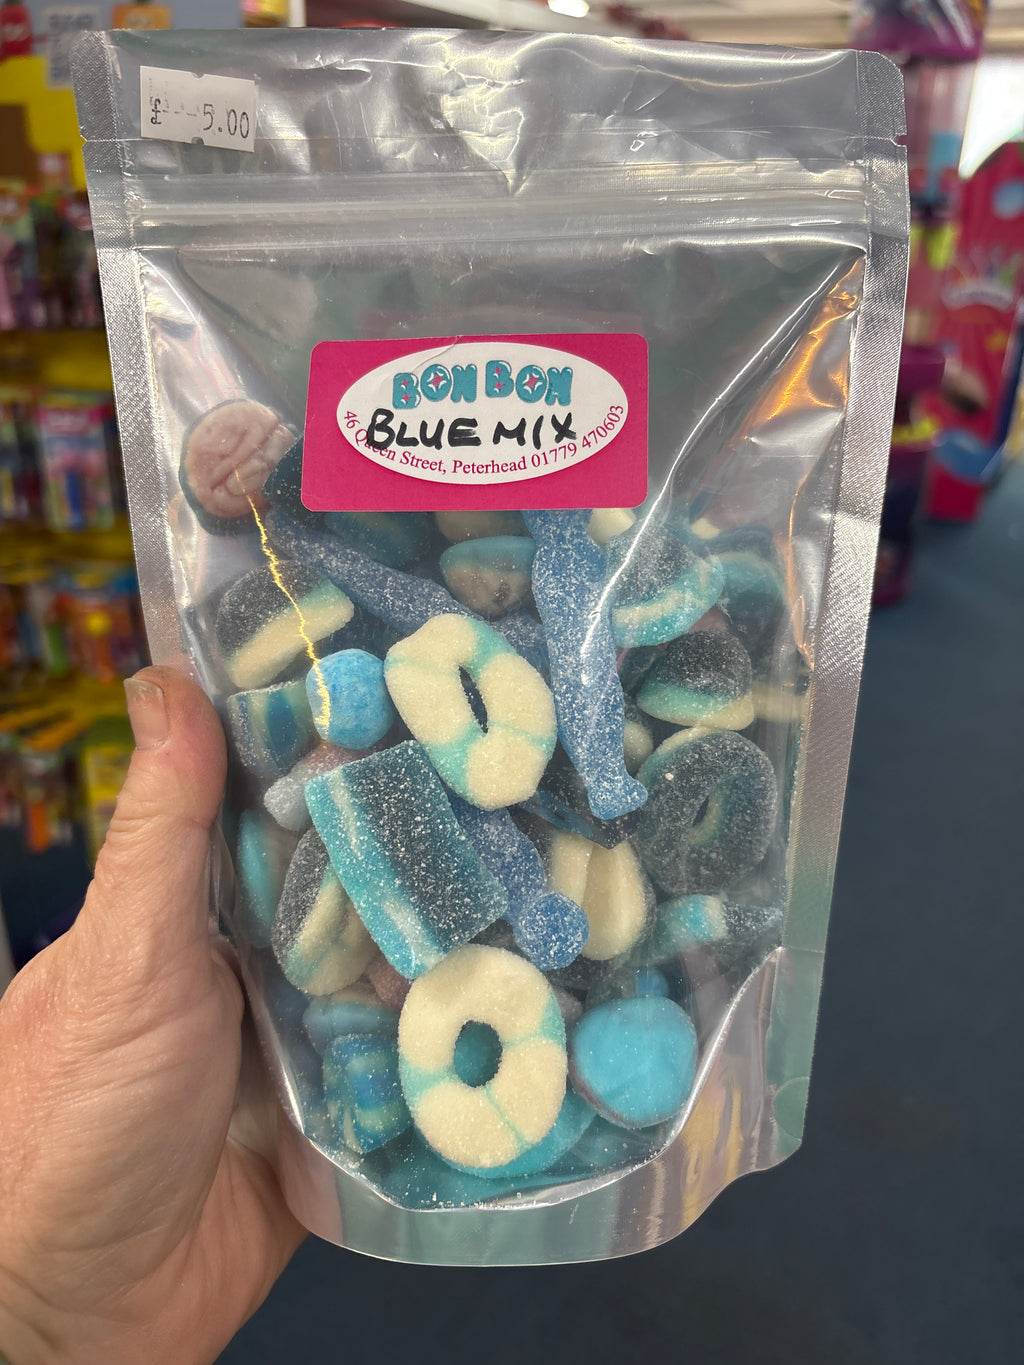 £ 5.00
BON BON
BLUE MIX
46 Queen Street, Peterhead 01779 470603